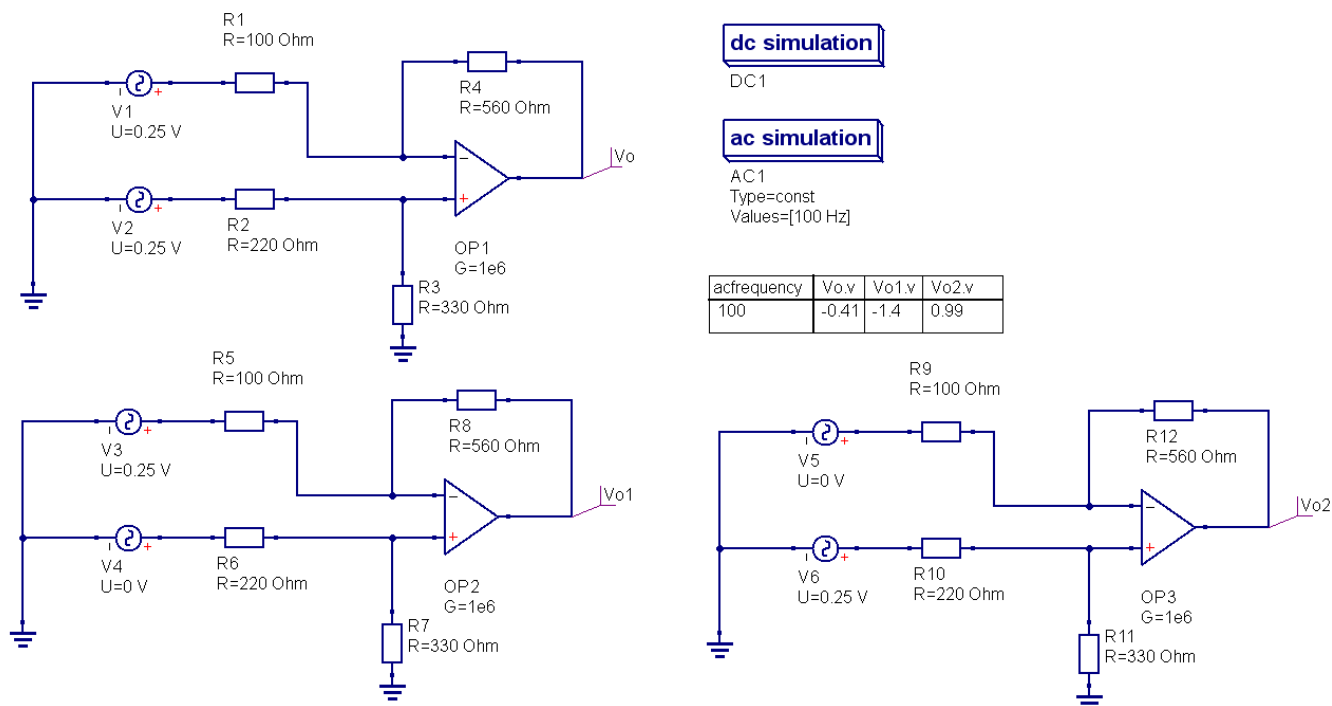 R1
R=100 Ohm
V1
U=0.25 V
R4
R=560 Ohm
Vo
V2
U=0.25 V
R2
R=220 Ohm
OP1
G=1e6
R3
R=330 Ohm
dc simulation
DC1
ac simulation
AC1
Type=const
Values=[100 Hz]
acfrequency Vo.v Vo1.v Vo2.v
100 -0.41 -1.4 0.99
R5
R=100 Ohm
V3
U=0.25 V
R8
R=560 Ohm
Vo1
V4
U=0 V
R6
R=220 Ohm
OP2
G=1e6
R7
R=330 Ohm
R9
R=100 Ohm
V5
U=0 V
R12
R=560 Ohm
Vo2
V6
U=0.25 V
R10
R=220 Ohm
OP3
G=1e6
R11
R=330 Ohm